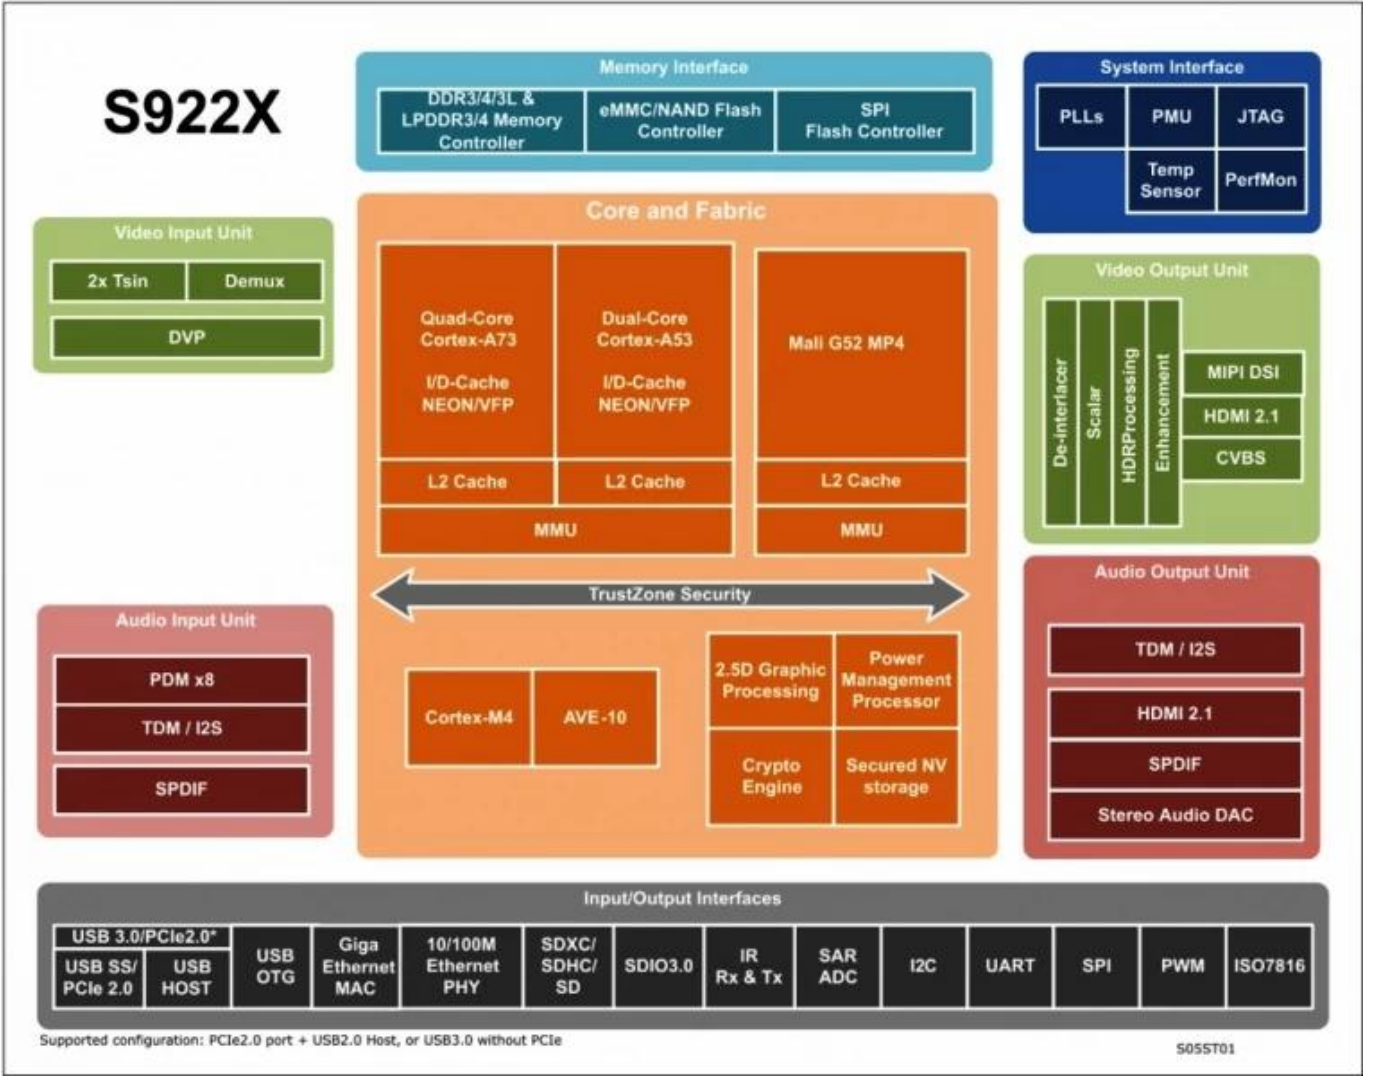 S922X
Memory Interface
DDR3/4/3L &
LPDDR3/4 Memory
Controller
eMMC/NAND Flash
Controller
SPI
Flash Controller
System Interface
PLLs
PMU
JTAG
Temp
Sensor
PerfMon
Video Input Unit
2x Tsin
Demux
DVP
Core and Fabric
Quad-Core
Cortex-A73
I/D-Cache
NEON/VFP
Dual-Core
Cortex-A53
I/D-Cache
NEON/VFP
Mali G52 MP4
L2 Cache
L2 Cache
L2 Cache
MMU
MMU
TrustZone Security
Cortex-M4
AVE-10
2.5D Graphic
Processing
Power
Management
Processor
Crypto
Engine
Secured NV
storage
Video Output Unit
De-interlacer
Scalar
HDRProcessing
Enhancement
MIPI DSI
HDMI 2.1
CVBS
Audio Input Unit
PDM x8
TDM / I2S
SPDIF
Audio Output Unit
TDM / I2S
HDMI 2.1
SPDIF
Stereo Audio DAC
Input/Output Interfaces
USB 3.0/PCIe2.0*
USB SS/
PCIe 2.0
USB
HOST
USB
OTG
Giga
Ethernet
MAC
10/100M
Ethernet
PHY
SDXC/
SDHC/
SD
SDIO3.0
IR
Rx & Tx
SAR
ADC
I2C
UART
SPI
PWM
ISO7816
Supported configuration: PCIe2.0 port + USB2.0 Host, or USB3.0 without PCIe
S05ST01